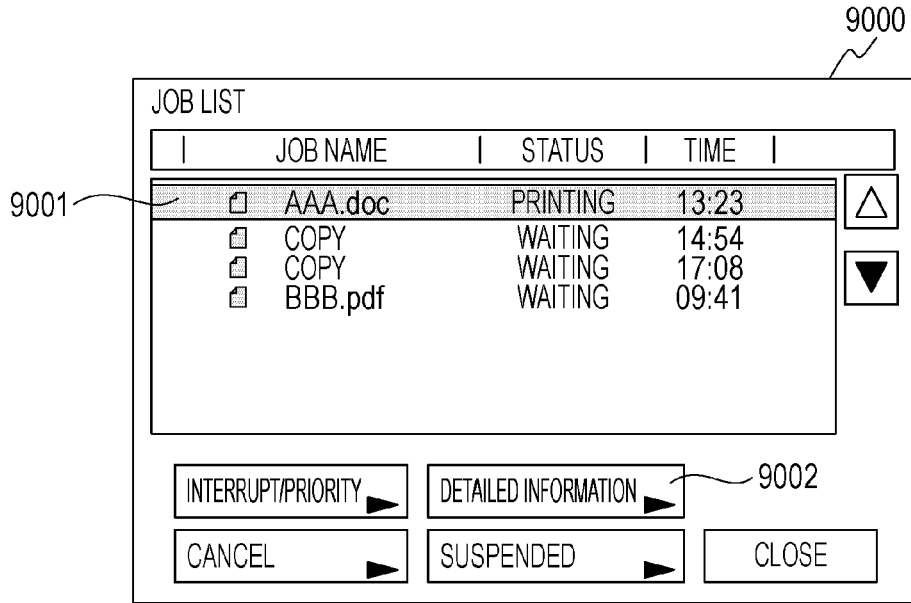 9000
JOB LIST
JOB NAME STATUS TIME
9001
AAA.doc PRINTING 13:23
COPY WAITING 14:54
COPY WAITING 17:08
BBB.pdf WAITING 09:41
INTERRUPT/PRIORITY DETAILED INFORMATION 9002
CANCEL SUSPENDED CLOSE